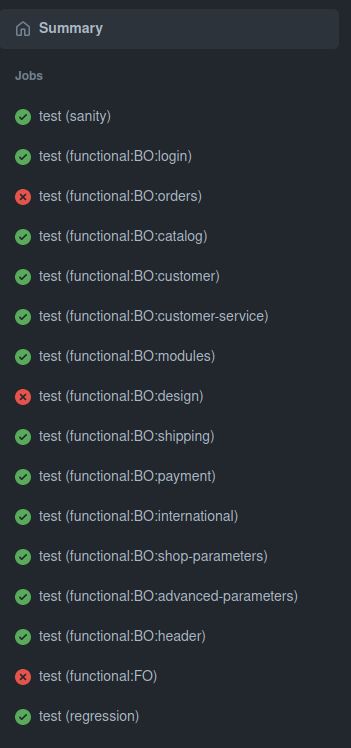 Summary
Jobs
test (sanity)
test (functional:BO:login)
test (functional:BO:orders)
test (functional:BO:catalog)
test (functional:BO:customer)
test (functional:BO:customer-service)
test (functional:BO:modules)
test (functional:BO:design)
test (functional:BO:shipping)
test (functional:BO:payment)
test (functional:BO:international)
test (functional:BO:shop-parameters)
test (functional:BO:advanced-parameters)
test (functional:BO:header)
test (functional:FO)
test (regression)